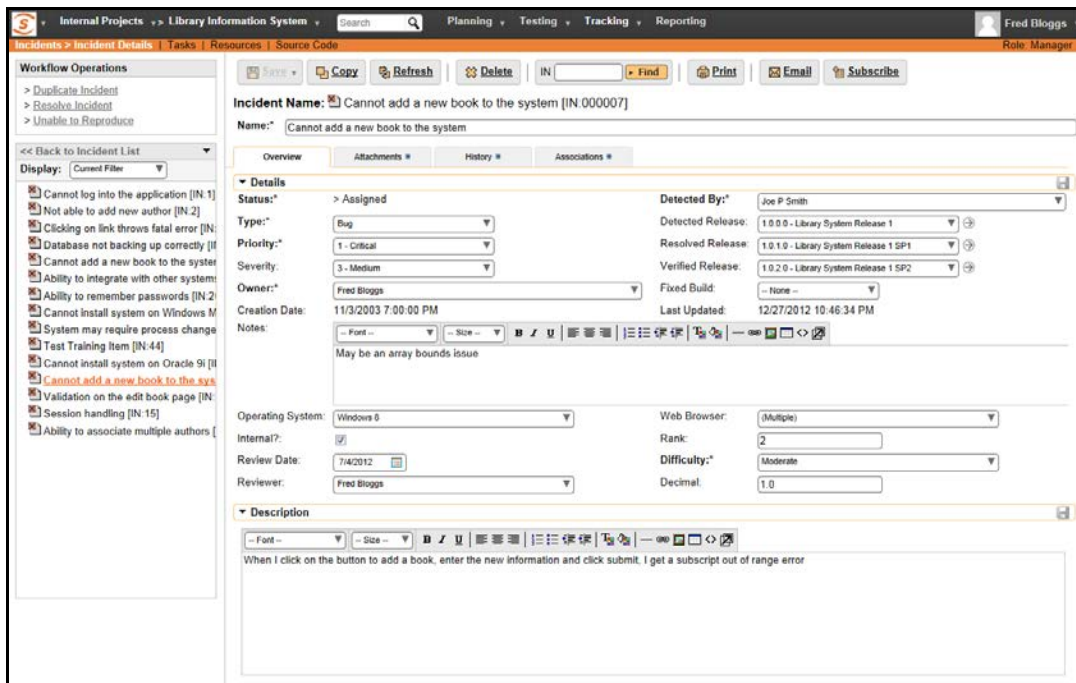 Internal Projects > Library Information System Search Planning Testing Tracking Reporting Fred Bloggs
Incidents > Incident Details | Tasks | Resources | Source Code Role: Manager
Workflow Operations
> Duplicate Incident
> Resolve Incident
> Unable to Reproduce
<< Back to Incident List
Display: Current Filter
Cannot log into the application [IN:1]
Not able to add new author [IN:2]
Clicking on link throws fatal error [IN:
Database not backing up correctly [I
Cannot add a new book to the syster
Ability to integrate with other systems
Ability to remember passwords [IN:2
Cannot install system on Windows M
System may require process change
Test Training Item [IN:44]
Cannot install system on Oracle 9i [I
Cannot add a new book to the sys
Validation on the edit book page [IN:
Session handling [IN:15]
Ability to associate multiple authors [
Save Copy Refresh Delete IN Find Print Email Subscribe
Incident Name: Cannot add a new book to the system [IN:000007]
Name:* Cannot add a new book to the system
Overview Attachments History Associations
Details
Status:* > Assigned Detected By:* Joe P Smith
Type:* Bug Detected Release: 1.0.0.0 - Library System Release 1
Priority:* 1 - Critical Resolved Release: 1.0.1.0 - Library System Release 1 SP1
Severity: 3 - Medium Verified Release: 1.0.2.0 - Library System Release 1 SP2
Owner:* Fred Bloggs Fixed Build: -- None --
Creation Date: 11/3/2003 7:00:00 PM Last Updated: 12/27/2012 10:46:34 PM
Notes: -- Font -- -- Size -- B I U
May be an array bounds issue
Operating System: Windows 8 Web Browser: (Multiple)
Internal?: Rank: 2
Review Date: 7/4/2012 Difficulty:* Moderate
Reviewer: Fred Bloggs Decimal: 1.0
Description
-- Font -- -- Size -- B I U
When I click on the button to add a book, enter the new information and click submit, I get a subscript out of range error